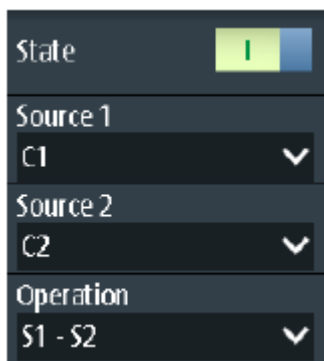 State
I
Source 1
C1
Source 2
C2
Operation
S1 - S2